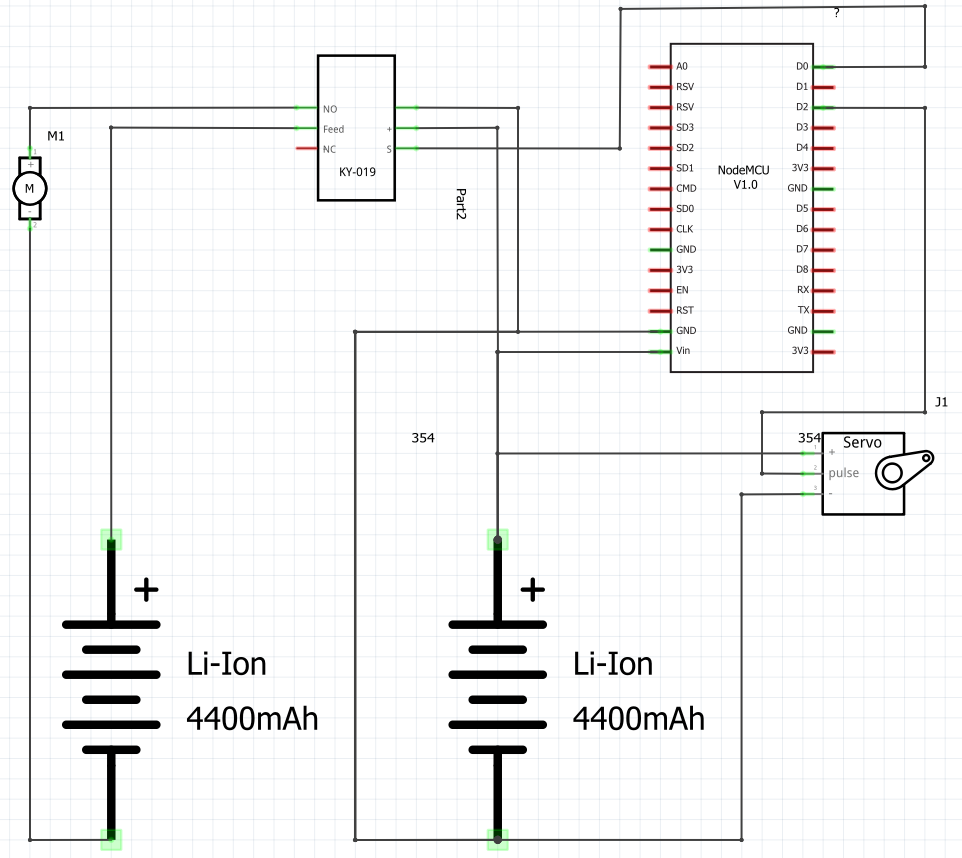 ?
M1
1
+
M
-
2
NO
Feed
NC
+
S
KY-019
Part2
A0
RSV
RSV
SD3
SD2
SD1
CMD
SD0
CLK
GND
3V3
EN
RST
GND
Vin
NodeMCU
V1.0
D0
D1
D2
D3
D4
3V3
GND
D5
D6
D7
D8
RX
TX
GND
3V3
J1
354
354
Servo
1
+
2
pulse
3
-
+
Li-Ion
4400mAh
+
Li-Ion
4400mAh